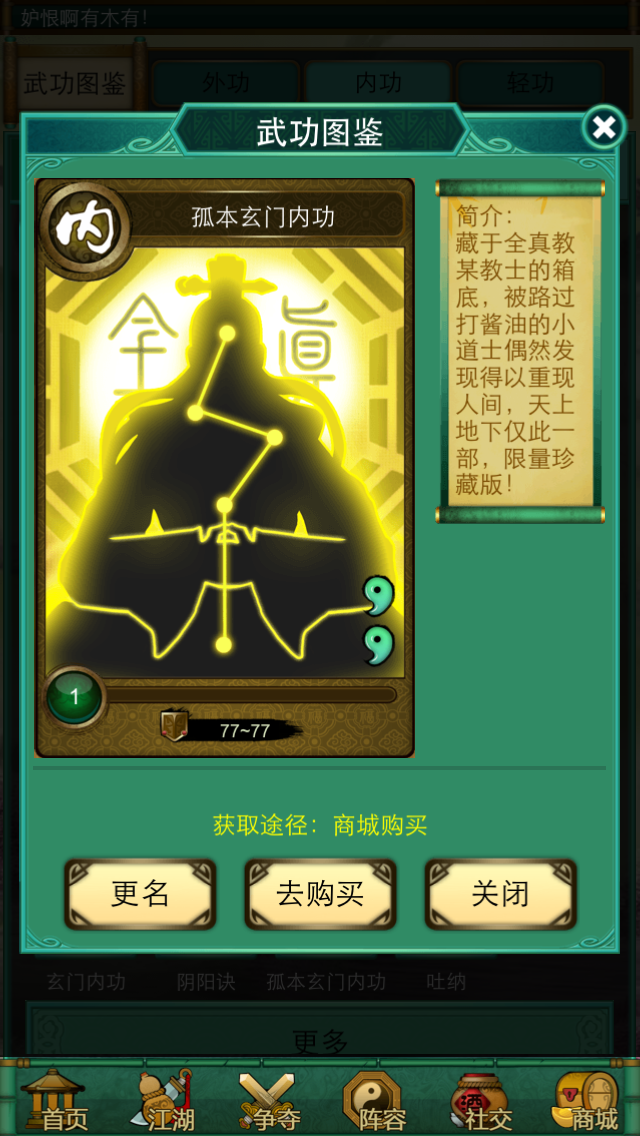 妒恨啊有木有！
武功图鉴
外功
内功
轻功
武功图鉴
内
孤本玄门内功
全真
1
77~77
简介：
藏于全真教
某教士的箱
底，被路过
打酱油的小
道士偶然发
现得以重现
人间，天上
地下仅此一
部，限量珍
藏版！
获取途径：商城购买
更名
去购买
关闭
玄门内功
阴阳诀
孤本玄门内功
吐纳
更多
酒
首页
江湖
争夺
阵容
社交
商城